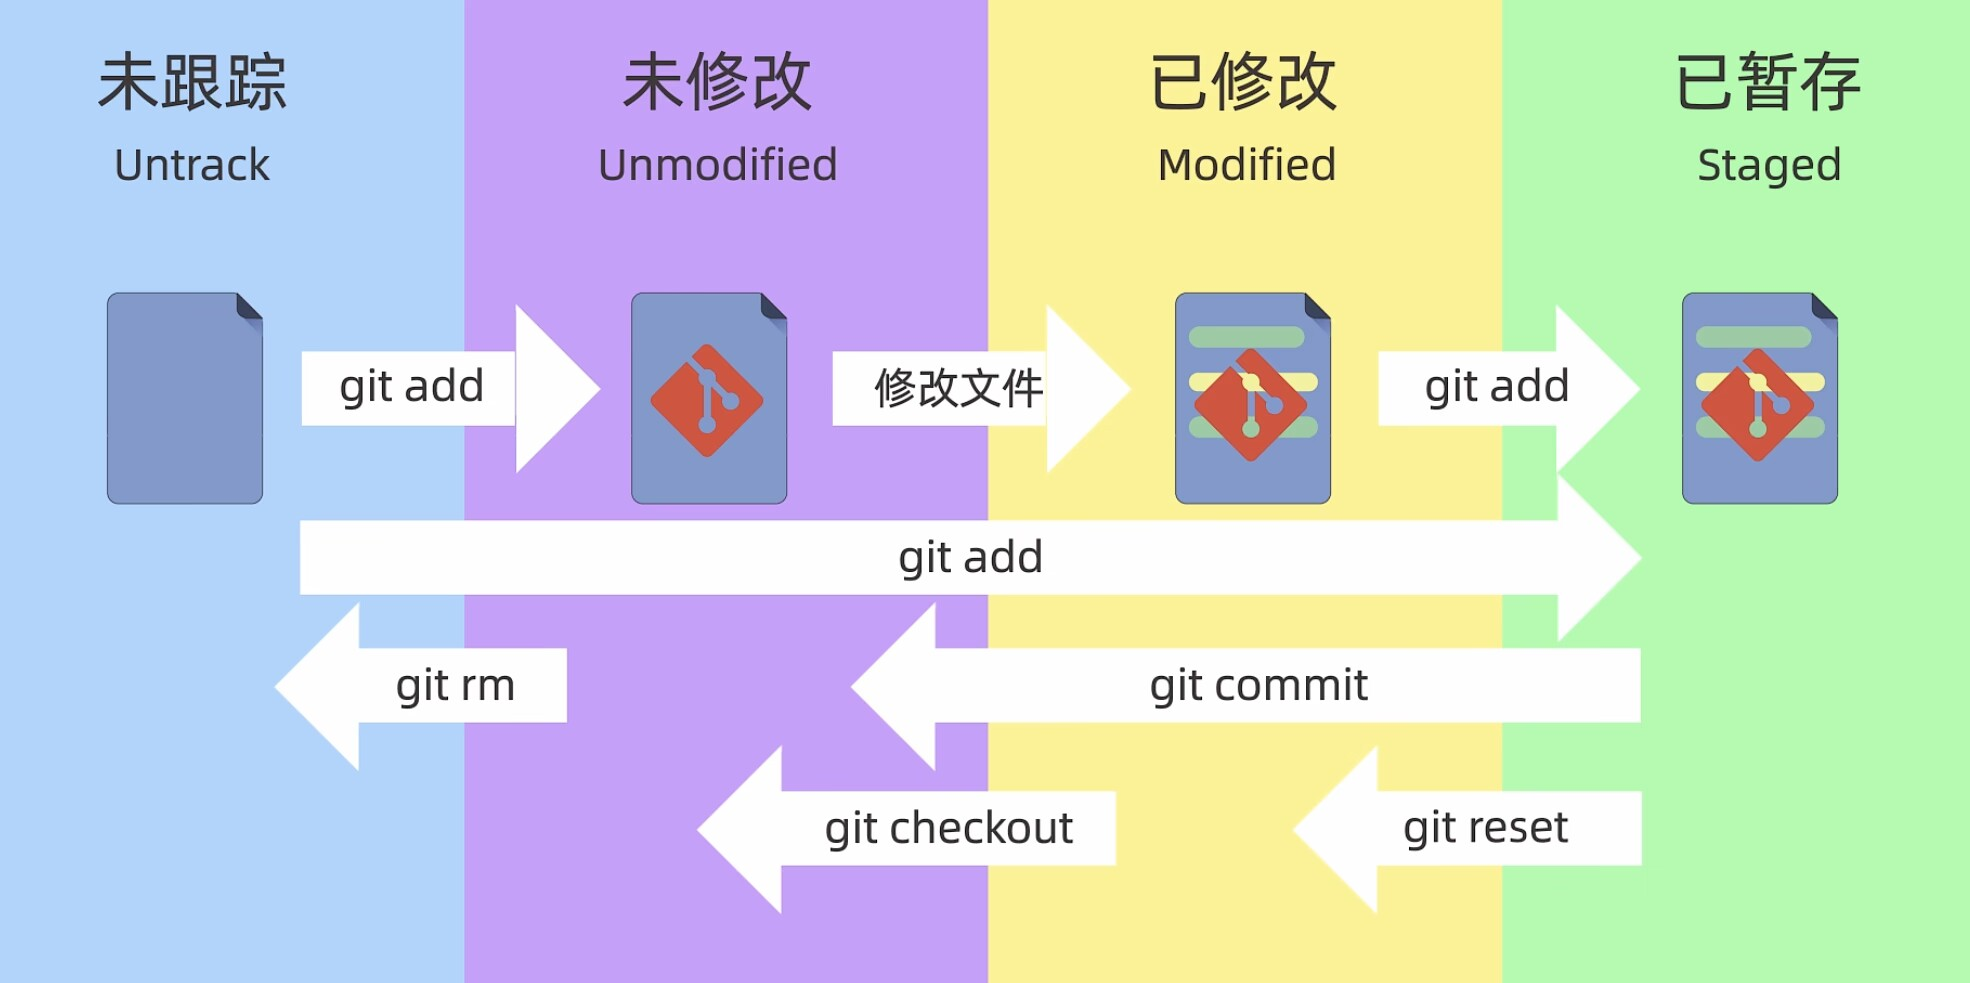 未跟踪
Untrack
未修改
Unmodified
已修改
Modified
已暂存
Staged
git add
修改文件
git add
git add
git rm
git commit
git checkout
git reset